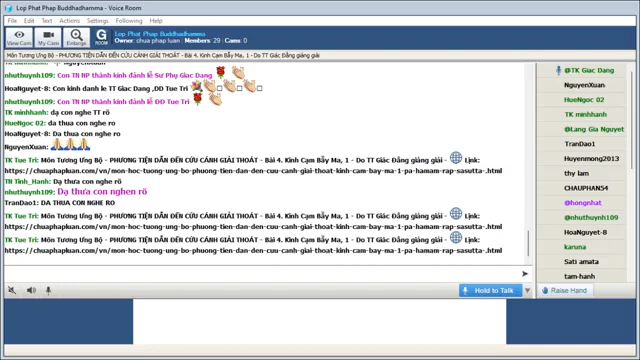 Lop Phat Phap Buddhadhamma - Voice Room
File Edit Text Actions Settings Following Help
View Cam
My Cam
Enlarge
G ROOM
Lop Phat Phap Buddhadhamma
Owner: chua phap luan Members: 29 Cams: 0
Môn Tương Ưng Bộ - PHƯƠNG TIỆN DẪN ĐẾN CỨU CÁNH GIẢI THOÁT - Bài 4. Kinh Cạm Bẫy Ma, 1 - Do TT Giác Đẳng giảng giải
nhuthuynh109: Con TN NP thành kính đảnh lễ Sư Phụ Giac Dang
HoaNguyet-8: Con kinh danh le TT Giac Dang ,DD Tue Tri
nhuthuynh109: Con TN NP thành kính đảnh lễ ĐĐ Tue Tri
TK minhhanh: dạ con nghe TT rõ
HueNgoc 02: da thua con nghe ro
HoaNguyet-8: Da thua con nghe ro
NguyenXuan:
TK Tue Tri: Môn Tương Ưng Bộ - PHƯƠNG TIỆN DẪN ĐẾN CỨU CÁNH GIẢI THOÁT - Bài 4. Kinh Cạm Bẫy Ma, 1 - Do TT Giác Đẳng giảng giải - Link:
https://chuaphapluan.com/vn/mon-hoc-tuong-ung-bo-phuong-tien-dan-den-cuu-canh-giai-thoat-kinh-cam-bay-ma-1-pa-hamam-rap-sasutta-.html
TN Tinh_Hanh: Dạ thưa con nghe rõ
nhuthuynh109: Dạ thưa con nghen rõ
TranDao1: DA THUA CON NGHE RO
TK Tue Tri: Môn Tương Ưng Bộ - PHƯƠNG TIỆN DẪN ĐẾN CỨU CÁNH GIẢI THOÁT - Bài 4. Kinh Cạm Bẫy Ma, 1 - Do TT Giác Đẳng giảng giải - Link:
https://chuaphapluan.com/vn/mon-hoc-tuong-ung-bo-phuong-tien-dan-den-cuu-canh-giai-thoat-kinh-cam-bay-ma-1-pa-hamam-rap-sasutta-.html
TK Tue Tri: Môn Tương Ưng Bộ - PHƯƠNG TIỆN DẪN ĐẾN CỨU CÁNH GIẢI THOÁT - Bài 4. Kinh Cạm Bẫy Ma, 1 - Do TT Giác Đẳng giảng giải - Link:
https://chuaphapluan.com/vn/mon-hoc-tuong-ung-bo-phuong-tien-dan-den-cuu-canh-giai-thoat-kinh-cam-bay-ma-1-pa-hamam-rap-sasutta-.html
@TK Giac Dang
NguyenXuan
HueNgoc 02
TK minhhanh
@Lang Gia Nguyet
TranDao1
Huyenmong2013
thy lam
CHAUPHAN54
@hongnhat
@nhuthuynh109
HoaNguyet-8
karuna
Sati amata
tam-hanh
Hold to Talk
Raise Hand